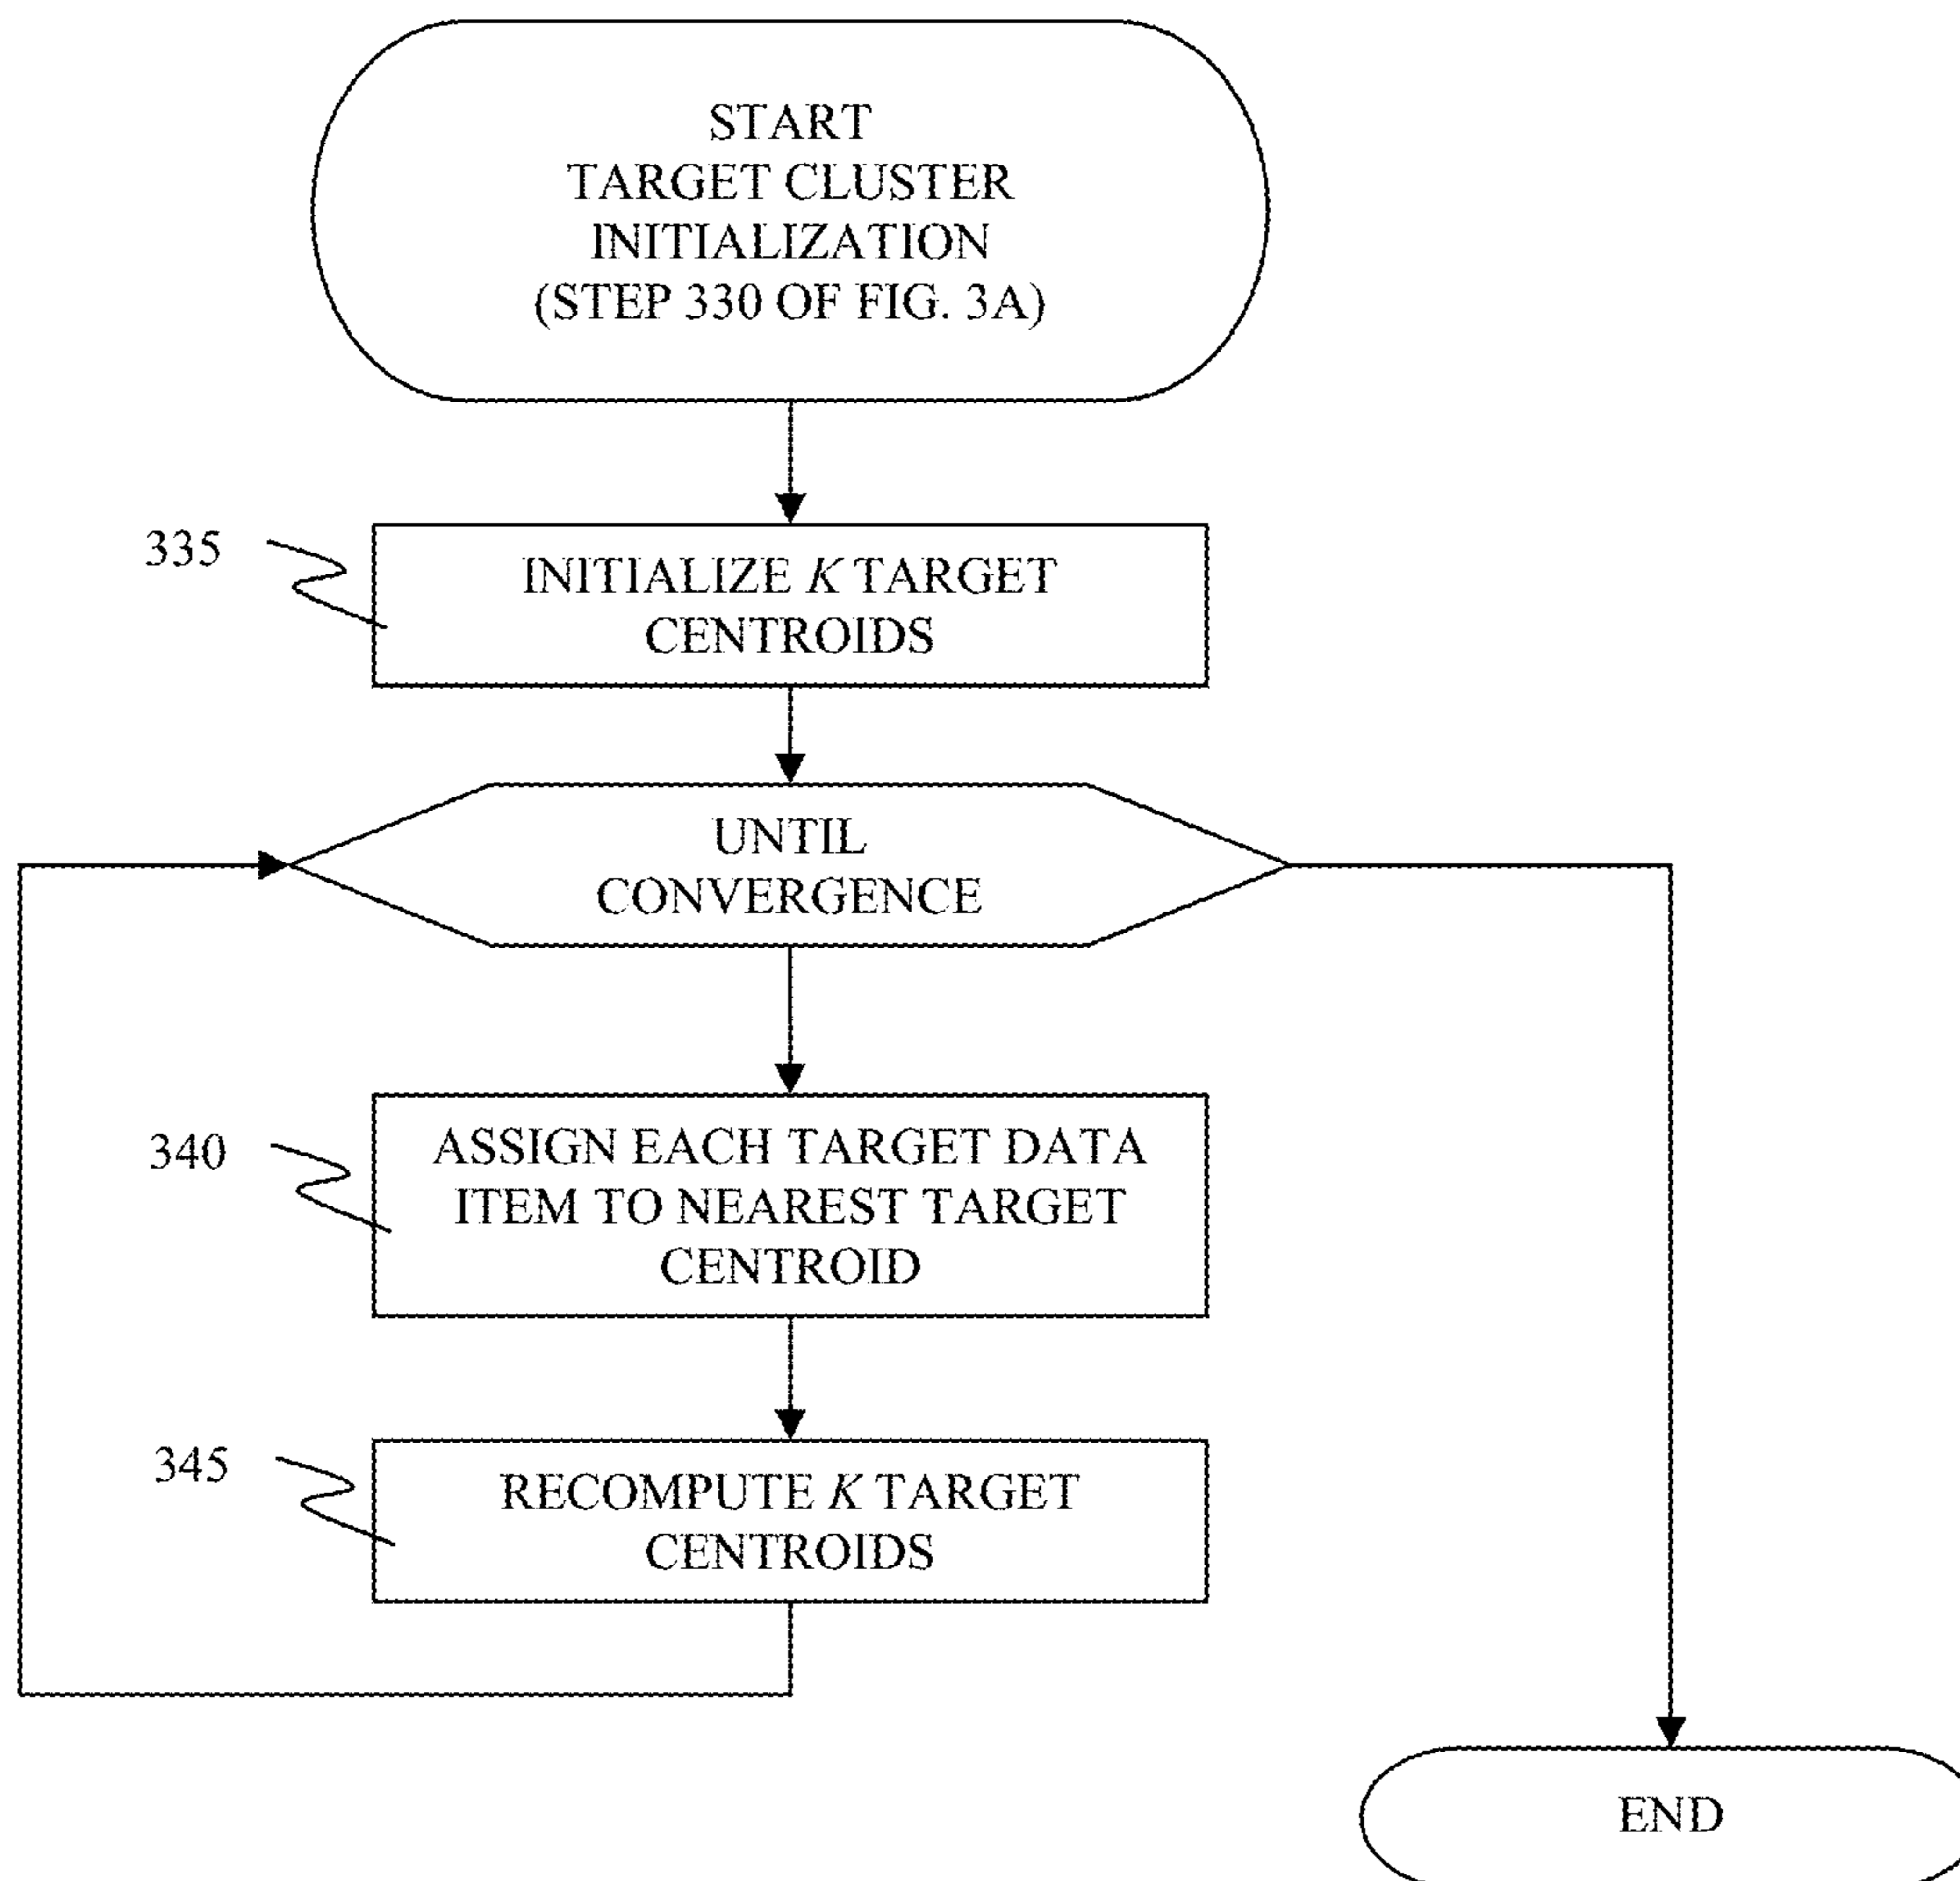 START
TARGET CLUSTER
INITIALIZATION
(STEP 330 OF FIG. 3A)
335
INITIALIZE K TARGET
CENTROIDS
UNTIL
CONVERGENCE
340
ASSIGN EACH TARGET DATA
ITEM TO NEAREST TARGET
CENTROID
345
RECOMPUTE K TARGET
CENTROIDS
END